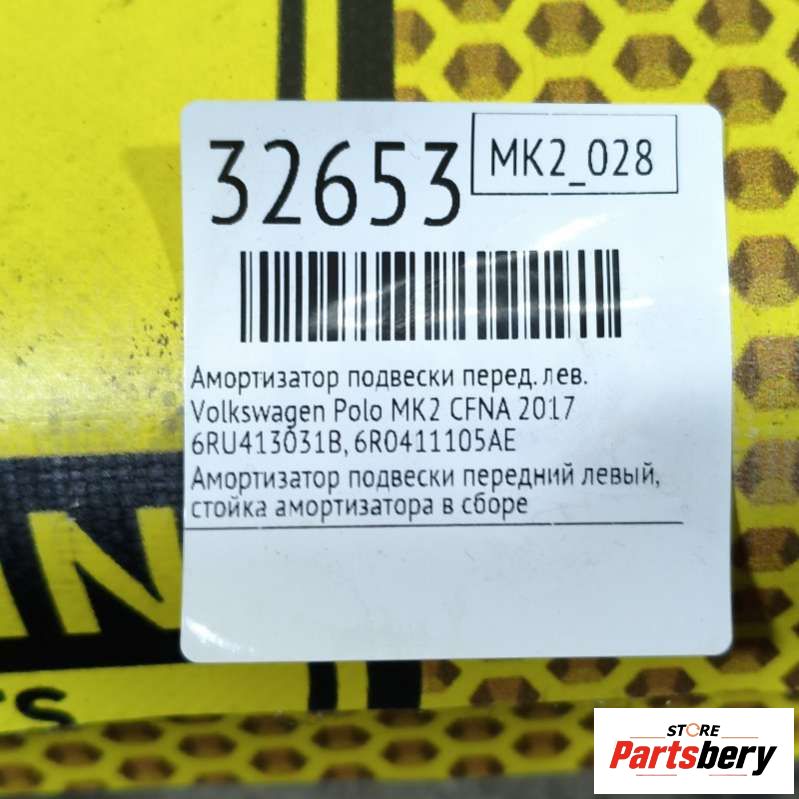 32653
MK2_028
Амортизатор подвески перед. лев.
Volkswagen Polo MK2 CFNA 2017
6RU413031B, 6R0411105AE
Амортизатор подвески передний левый,
стойка амортизатора в сборе
STORE
Partsbery